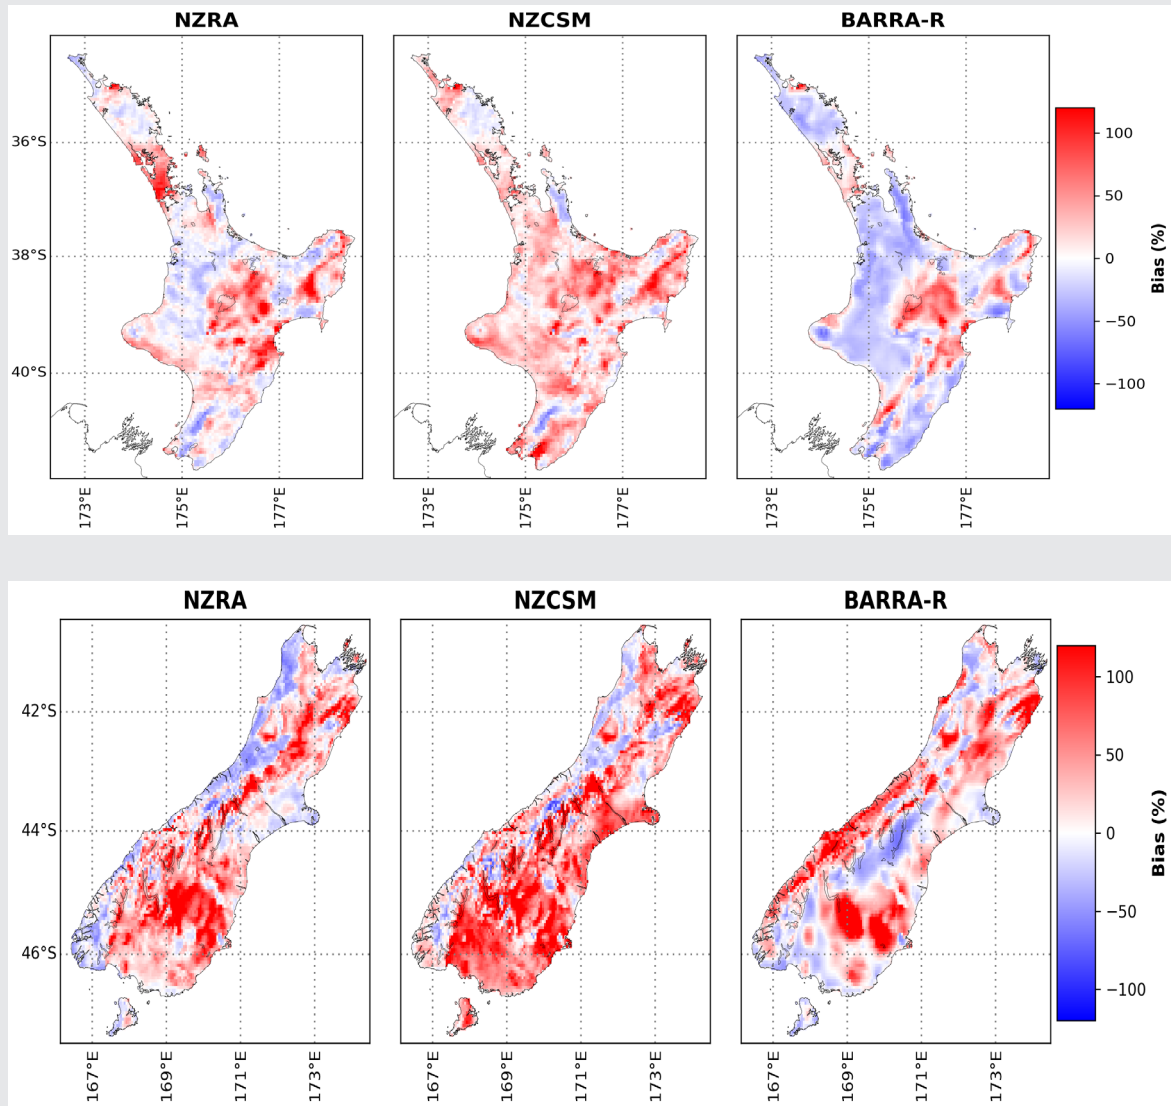 NZRA NZCSM BARRA-R
36°S
38°S
40°S
173°E 175°E 177°E 173°E 175°E 177°E 173°E 175°E 177°E
100
50
0
−50
−100
Bias (%)
NZRA NZCSM BARRA-R
42°S
44°S
46°S
167°E 169°E 171°E 173°E 167°E 169°E 171°E 173°E 167°E 169°E 171°E 173°E
100
50
0
−50
−100
Bias (%)